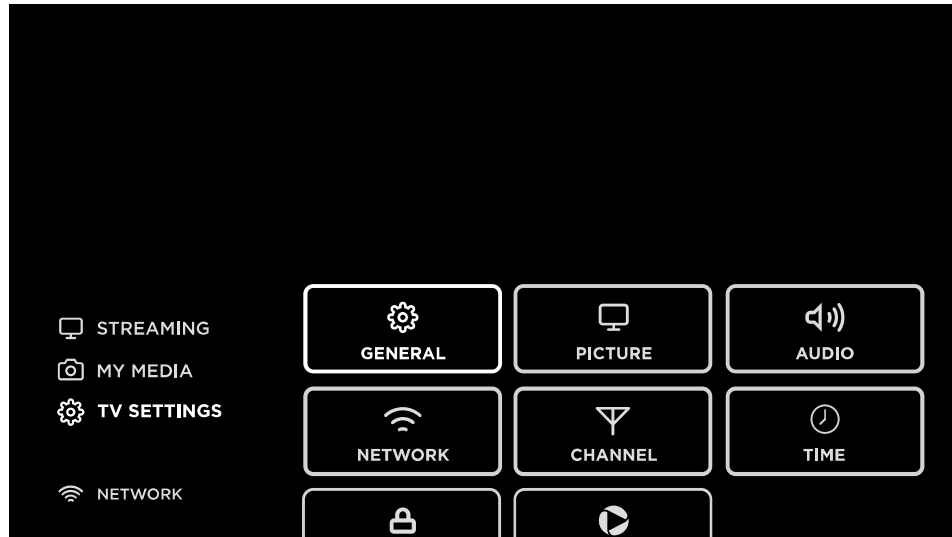 STREAMING
MY MEDIA
TV SETTINGS
NETWORK
GENERAL
PICTURE
AUDIO
NETWORK
CHANNEL
TIME